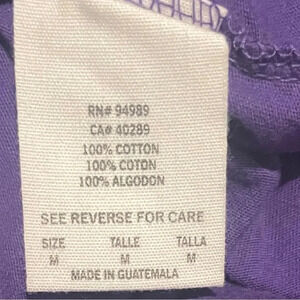 RN# 94989
CA# 40289
100% COTTON
100% COTON
100% ALGODON
SEE REVERSE FOR CARE
SIZE TALLE TALLA
M M M
MADE IN GUATEMALA